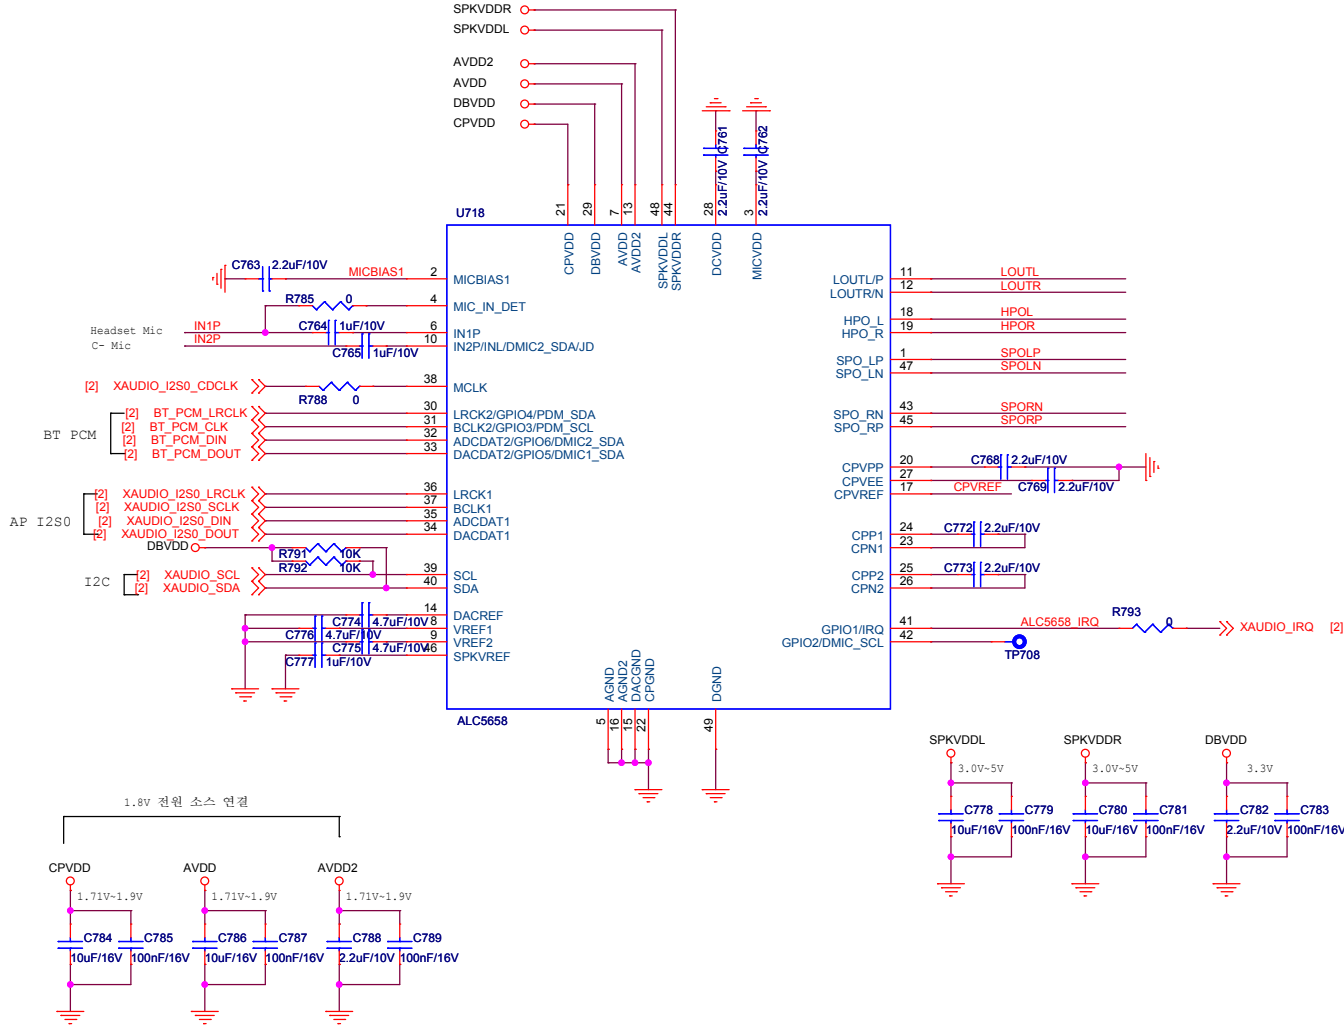 SPKVDDR
SPKVDDL
AVDD2
AVDD
DBVDD
CPVDD
C761
2.2uF/10V
C762
2.2uF/10V
U718
21
29
7
13
48
44
28
3
CPVDD
DBVDD
AVDD
AVDD2
SPKVDDL
SPKVDDR
DCVDD
MICVDD
C763 2.2uF/10V MICBIAS1 2 MICBIAS1
R785 0 4 MIC_IN_DET
Headset Mic IN1P C764 1uF/10V 6 IN1P
C- Mic IN2P C765 1uF/10V 10 IN2P/INL/DMIC2_SDA/JD
[2] XAUDIO_I2S0_CDCLK R788 0 38 MCLK
BT PCM
[2] BT_PCM_LRCLK 30 LRCK2/GPIO4/PDM_SDA
[2] BT_PCM_CLK 31 BCLK2/GPIO3/PDM_SCL
[2] BT_PCM_DIN 32 ADCDAT2/GPIO6/DMIC2_SDA
[2] BT_PCM_DOUT 33 DACDAT2/GPIO5/DMIC1_SDA
AP I2S0
[2] XAUDIO_I2S0_LRCLK 36 LRCK1
[2] XAUDIO_I2S0_SCLK 37 BCLK1
[2] XAUDIO_I2S0_DIN 35 ADCDAT1
[2] XAUDIO_I2S0_DOUT 34 DACDAT1
DBVDD
R791 10K
R792 10K
I2C
[2] XAUDIO_SCL 39 SCL
[2] XAUDIO_SDA 40 SDA
C774 4.7uF/10V 14 DACREF
C776 4.7uF/10V 8 VREF1
C775 4.7uF/10V 9 VREF2
C777 1uF/10V 46 SPKVREF
LOUTL/P 11 LOUTL
LOUTR/N 12 LOUTR
HPO_L 18 HPOL
HPO_R 19 HPOR
SPO_LP 1 SPOLP
SPO_LN 47 SPOLN
SPO_RN 43 SPORN
SPO_RP 45 SPORP
CPVPP 20 C768 2.2uF/10V
CPVEE 27 C769 2.2uF/10V
CPVREF 17 CPVREF
CPP1 24 C772 2.2uF/10V
CPN1 23
CPP2 25 C773 2.2uF/10V
CPN2 26
GPIO1/IRQ 41 ALC5658_IRQ R793 0 XAUDIO_IRQ [2]
GPIO2/DMIC_SCL 42 TP708
AGND
AGND2
DACGND
CPGND
DGND
5
16
15
22
49
ALC5658
SPKVDDL SPKVDDR DBVDD
3.0V~5V 3.0V~5V 3.3V
C778 C779 C780 C781 C782 C783
10uF/16V 100nF/16V 10uF/16V 100nF/16V 2.2uF/10V 100nF/16V
1.8V 전원 소스 연결
CPVDD AVDD AVDD2
1.71V~1.9V 1.71V~1.9V 1.71V~1.9V
C784 C785 C786 C787 C788 C789
10uF/16V 100nF/16V 10uF/16V 100nF/16V 2.2uF/10V 100nF/16V